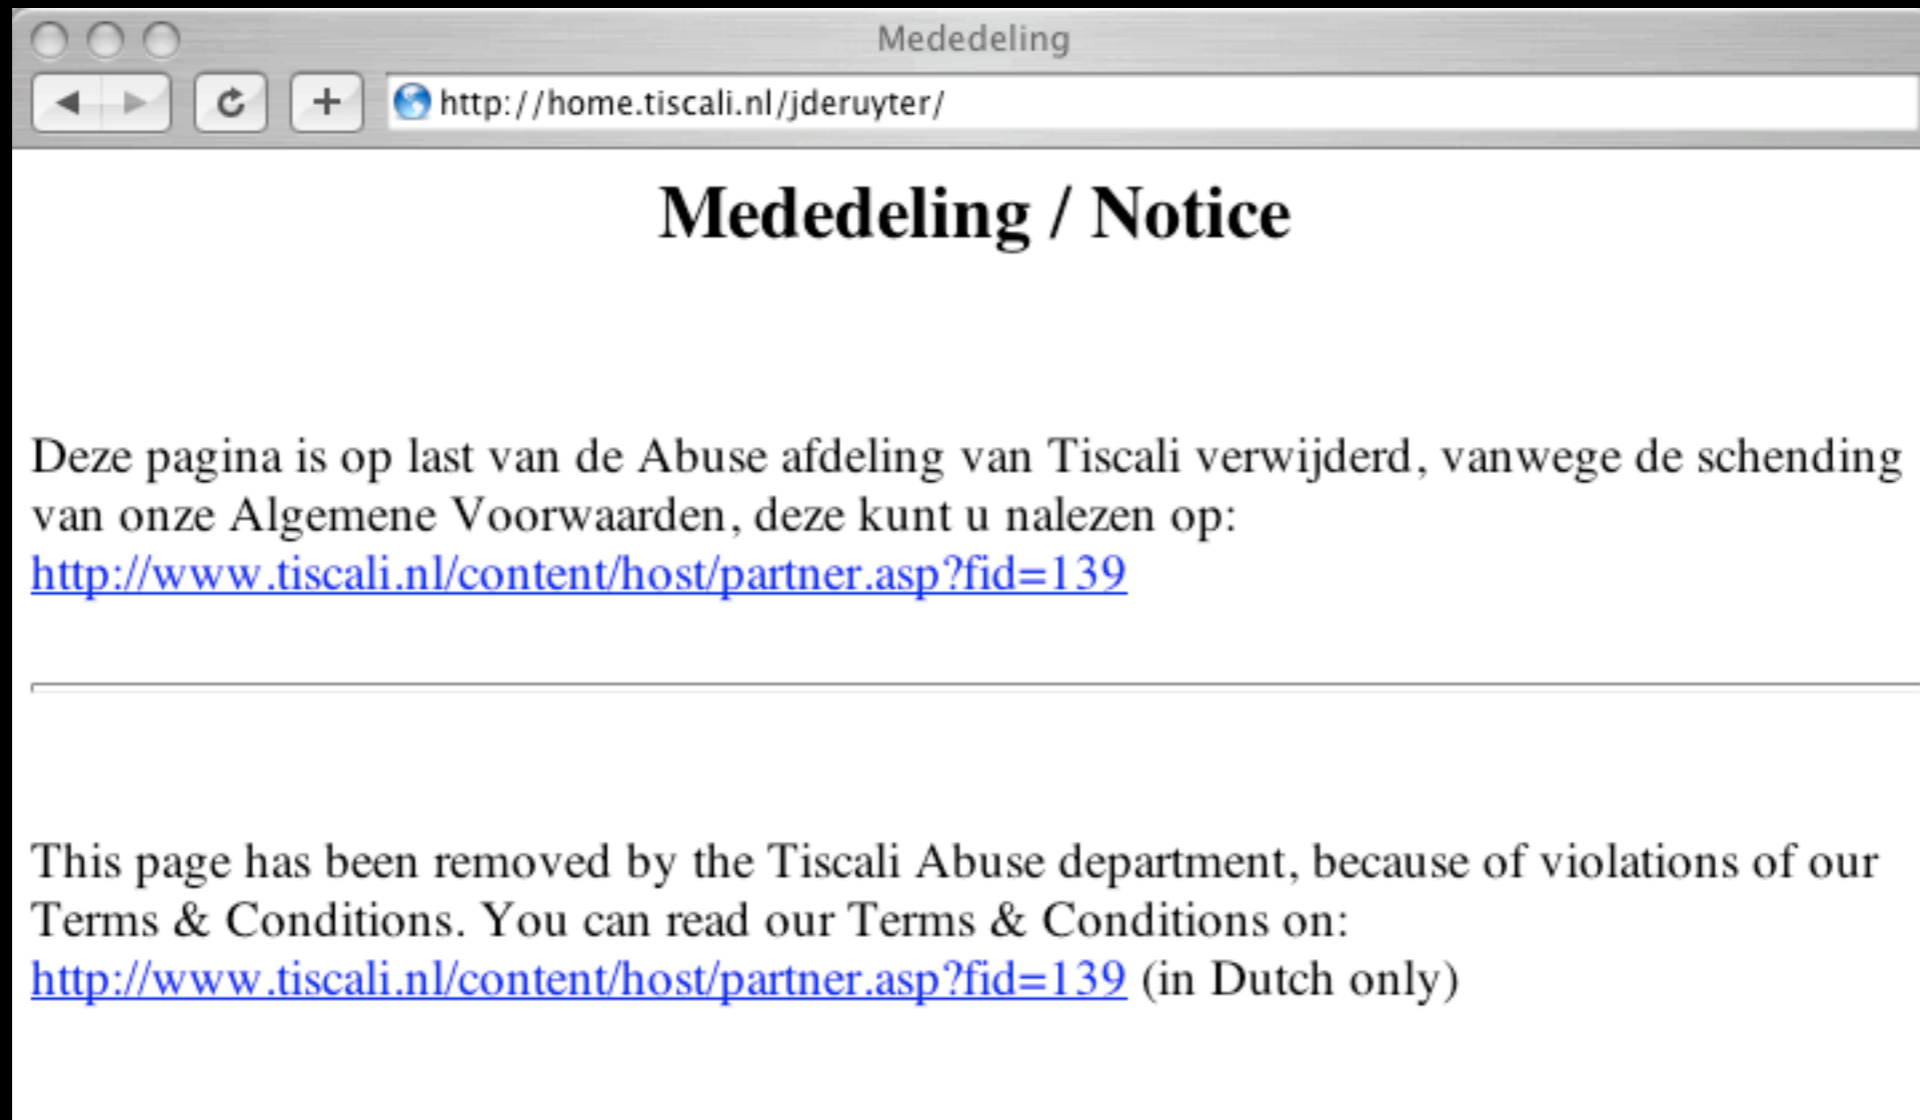 Mededeling
http://home.tiscali.nl/jderuyter/
Mededeling / Notice
Deze pagina is op last van de Abuse afdeling van Tiscali verwijderd, vanwege de schending
van onze Algemene Voorwaarden, deze kunt u nalezen op:
http://www.tiscali.nl/content/host/partner.asp?fid=139
This page has been removed by the Tiscali Abuse department, because of violations of our
Terms & Conditions. You can read our Terms & Conditions on:
http://www.tiscali.nl/content/host/partner.asp?fid=139 (in Dutch only)